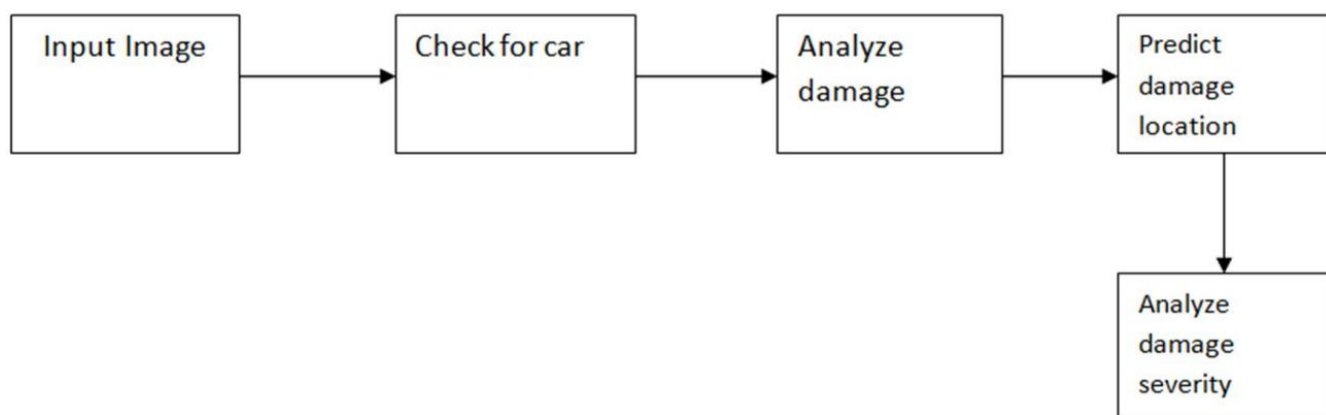 Input Image
Check for car
Analyze
damage
Predict
damage
location
Analyze
damage
severity